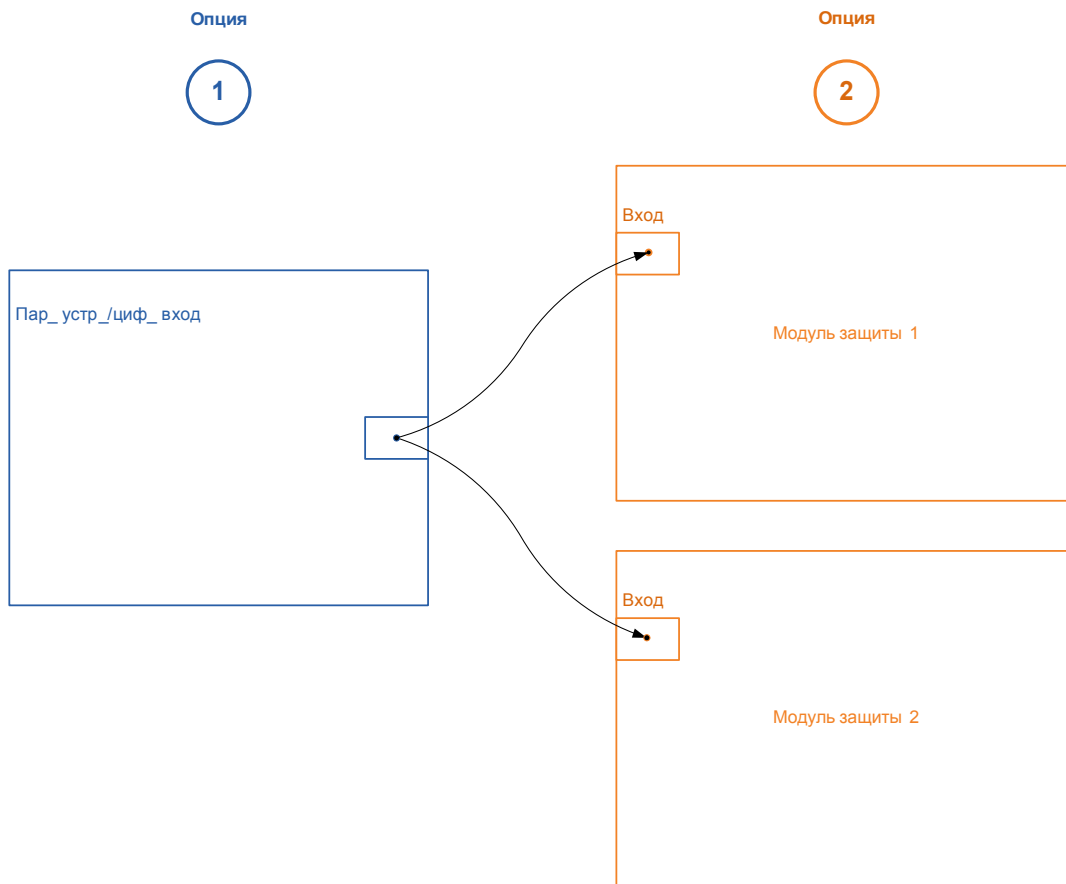 Опция
1
Опция
2
Пар_ устр_/циф_ вход
Вход
Модуль защиты 1
Вход
Модуль защиты 2